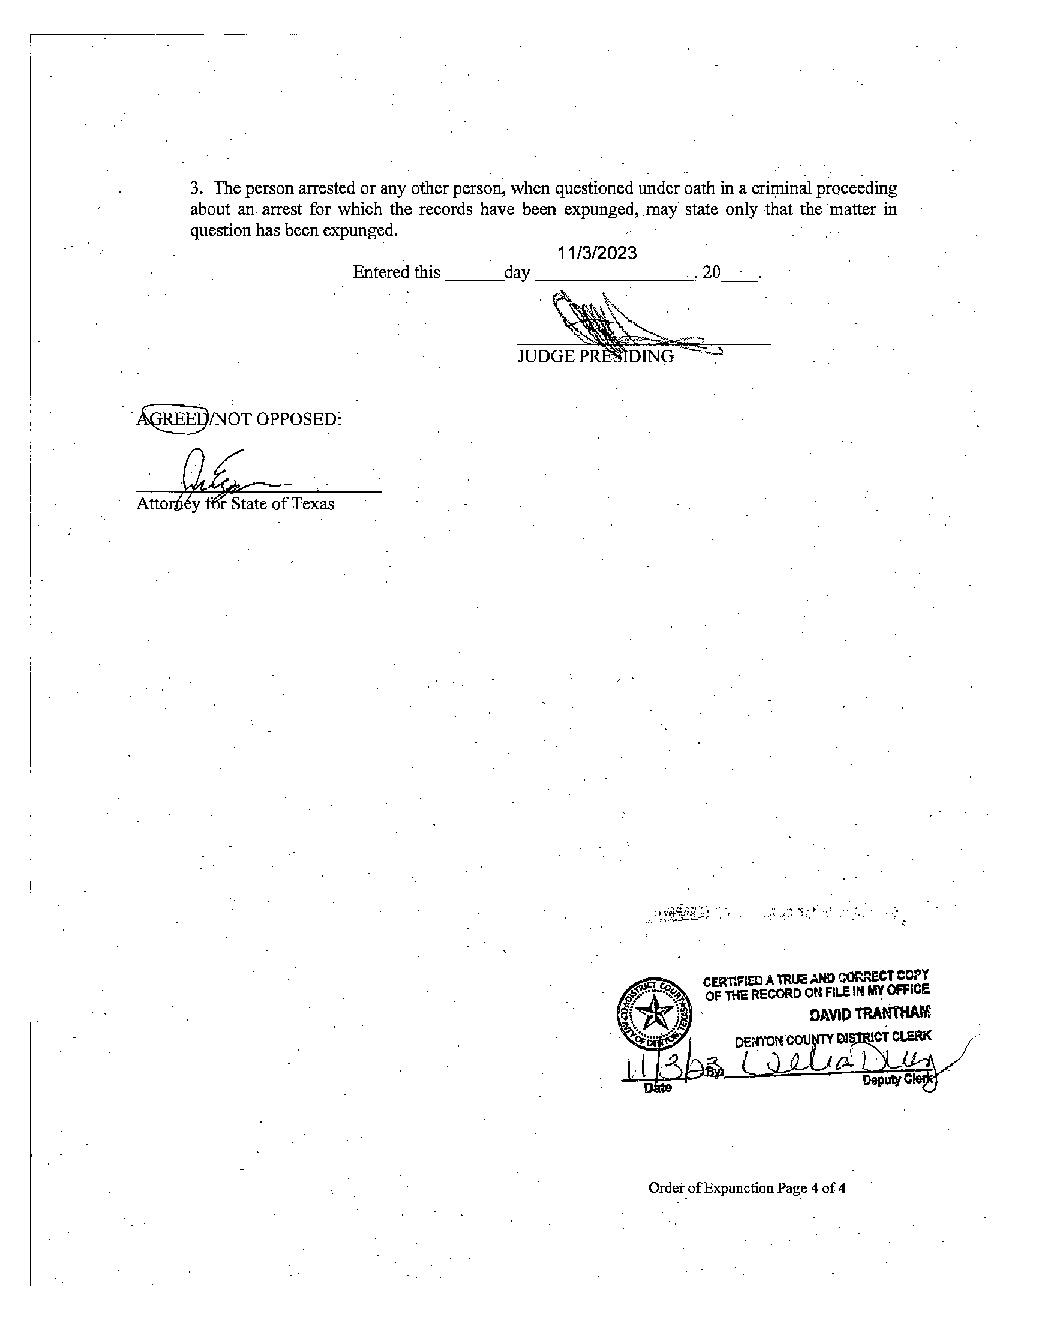 3. The person arrested or any other person, when questioned under oath in a criminal proceeding
about an arrest for which the records have been expunged, may state only that the matter in
question has been expunged.
11/3/2023
Entered this ______day _________________, 20____.
JUDGE PRESIDING
AGREED/NOT OPPOSED:
Attorney for State of Texas
CERTIFIED A TRUE AND CORRECT COPY
OF THE RECORD ON FILE IN MY OFFICE
DAVID TRANTHAM
DENTON COUNTY DISTRICT CLERK
11/3/23 By
Date Deputy Clerk
Order of Expunction Page 4 of 4